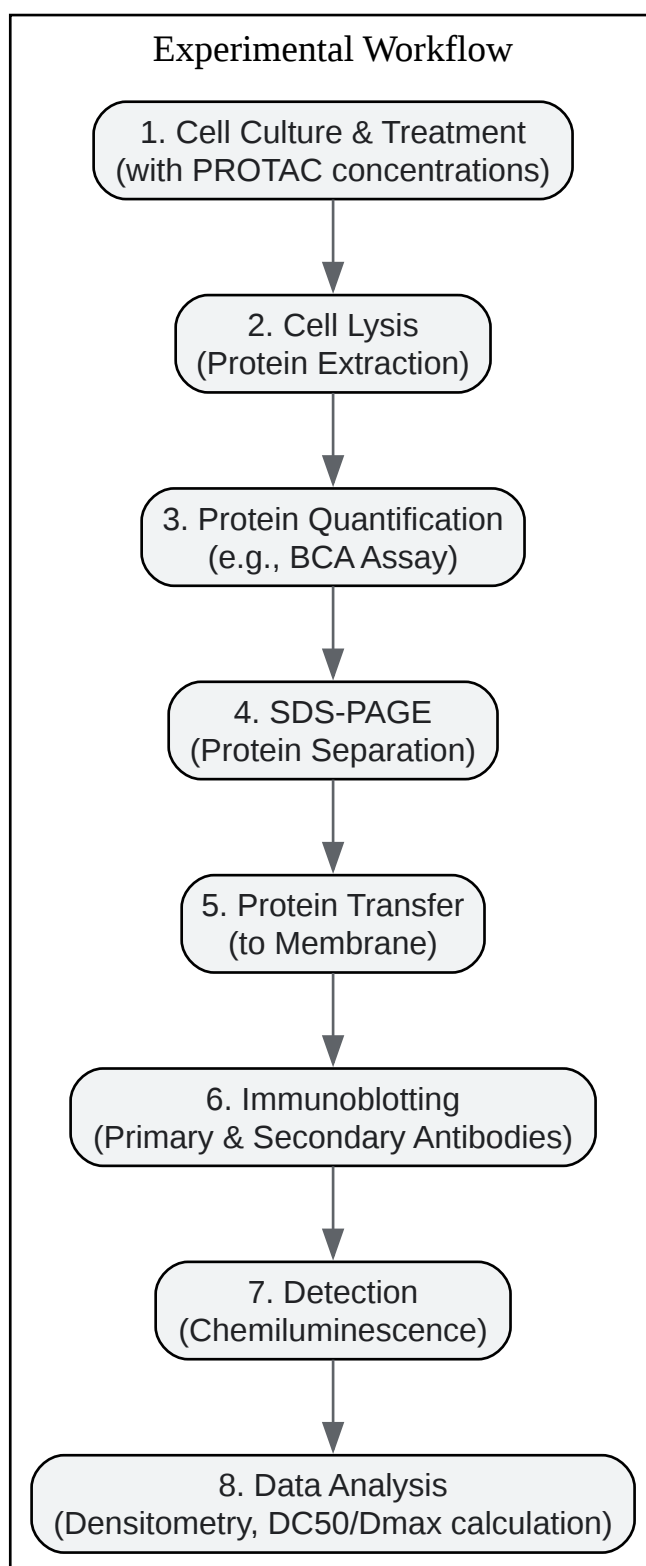 Experimental Workflow
1. Cell Culture & Treatment
(with PROTAC concentrations)
2. Cell Lysis
(Protein Extraction)
3. Protein Quantification
(e.g., BCA Assay)
4. SDS-PAGE
(Protein Separation)
5. Protein Transfer
(to Membrane)
6. Immunoblotting
(Primary & Secondary Antibodies)
7. Detection
(Chemiluminescence)
8. Data Analysis
(Densitometry, DC50/Dmax calculation)